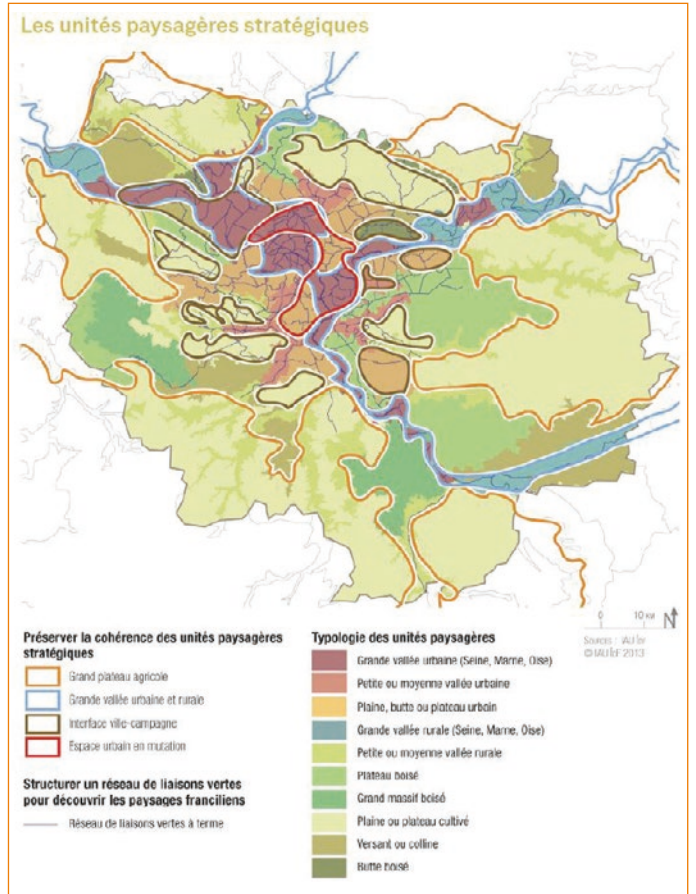 Les unités paysagères stratégiques
0 10 KM N
Sources : IAU îdF
© IAU îdF 2013
Préserver la cohérence des unités paysagères
stratégiques
Grand plateau agricole
Grande vallée urbaine et rurale
Interface ville-campagne
Espace urbain en mutation
Structurer un réseau de liaisons vertes
pour découvrir les paysages franciliens
Réseau de liaisons vertes à terme
Typologie des unités paysagères
Grande vallée urbaine (Seine, Marne, Oise)
Petite ou moyenne vallée urbaine
Plaine, butte ou plateau urbain
Grande vallée rurale (Seine, Marne, Oise)
Petite ou moyenne vallée rurale
Plateau boisé
Grand massif boisé
Plaine ou plateau cultivé
Versant ou colline
Butte boisé